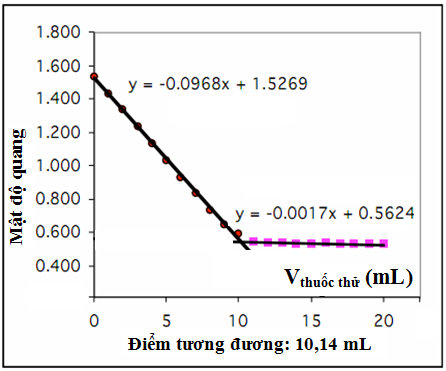 1.800
1.600
1.400
1.200
1.000
0.800
0.600
0.400
Mật độ quang
y = -0.0968x + 1.5269
y = -0.0017x + 0.5624
V thuốc thử (mL)
0 5 10 15 20
Điểm tương đương: 10,14 mL